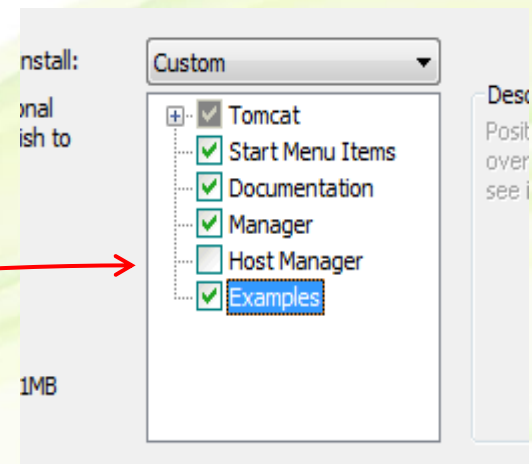 nstall:
Custom
onal
ish to
Tomcat
Start Menu Items
Documentation
Manager
Host Manager
Examples
Desc
Posit
over
see i
1MB